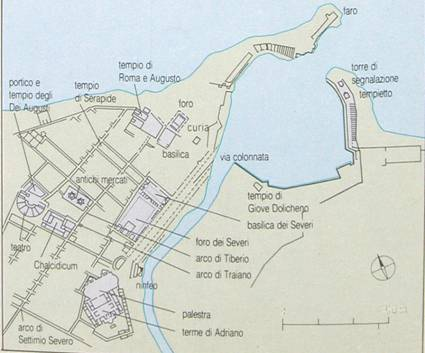 faro
tempio di
Roma e Augusto
torre di
segnalazione
portico e
tempio degli
Dei Augusti
tempio
di Serapide
foro
tempietto
curia
basilica
via colonnata
antichi mercati
tempio di
Giove Dolicheno
basilica dei Severi
teatro
foro dei Severi
Chalcidicum
arco di Tiberio
arco di Traiano
ninfeo
palestra
arco di
Settimio Severo
terme di Adriano